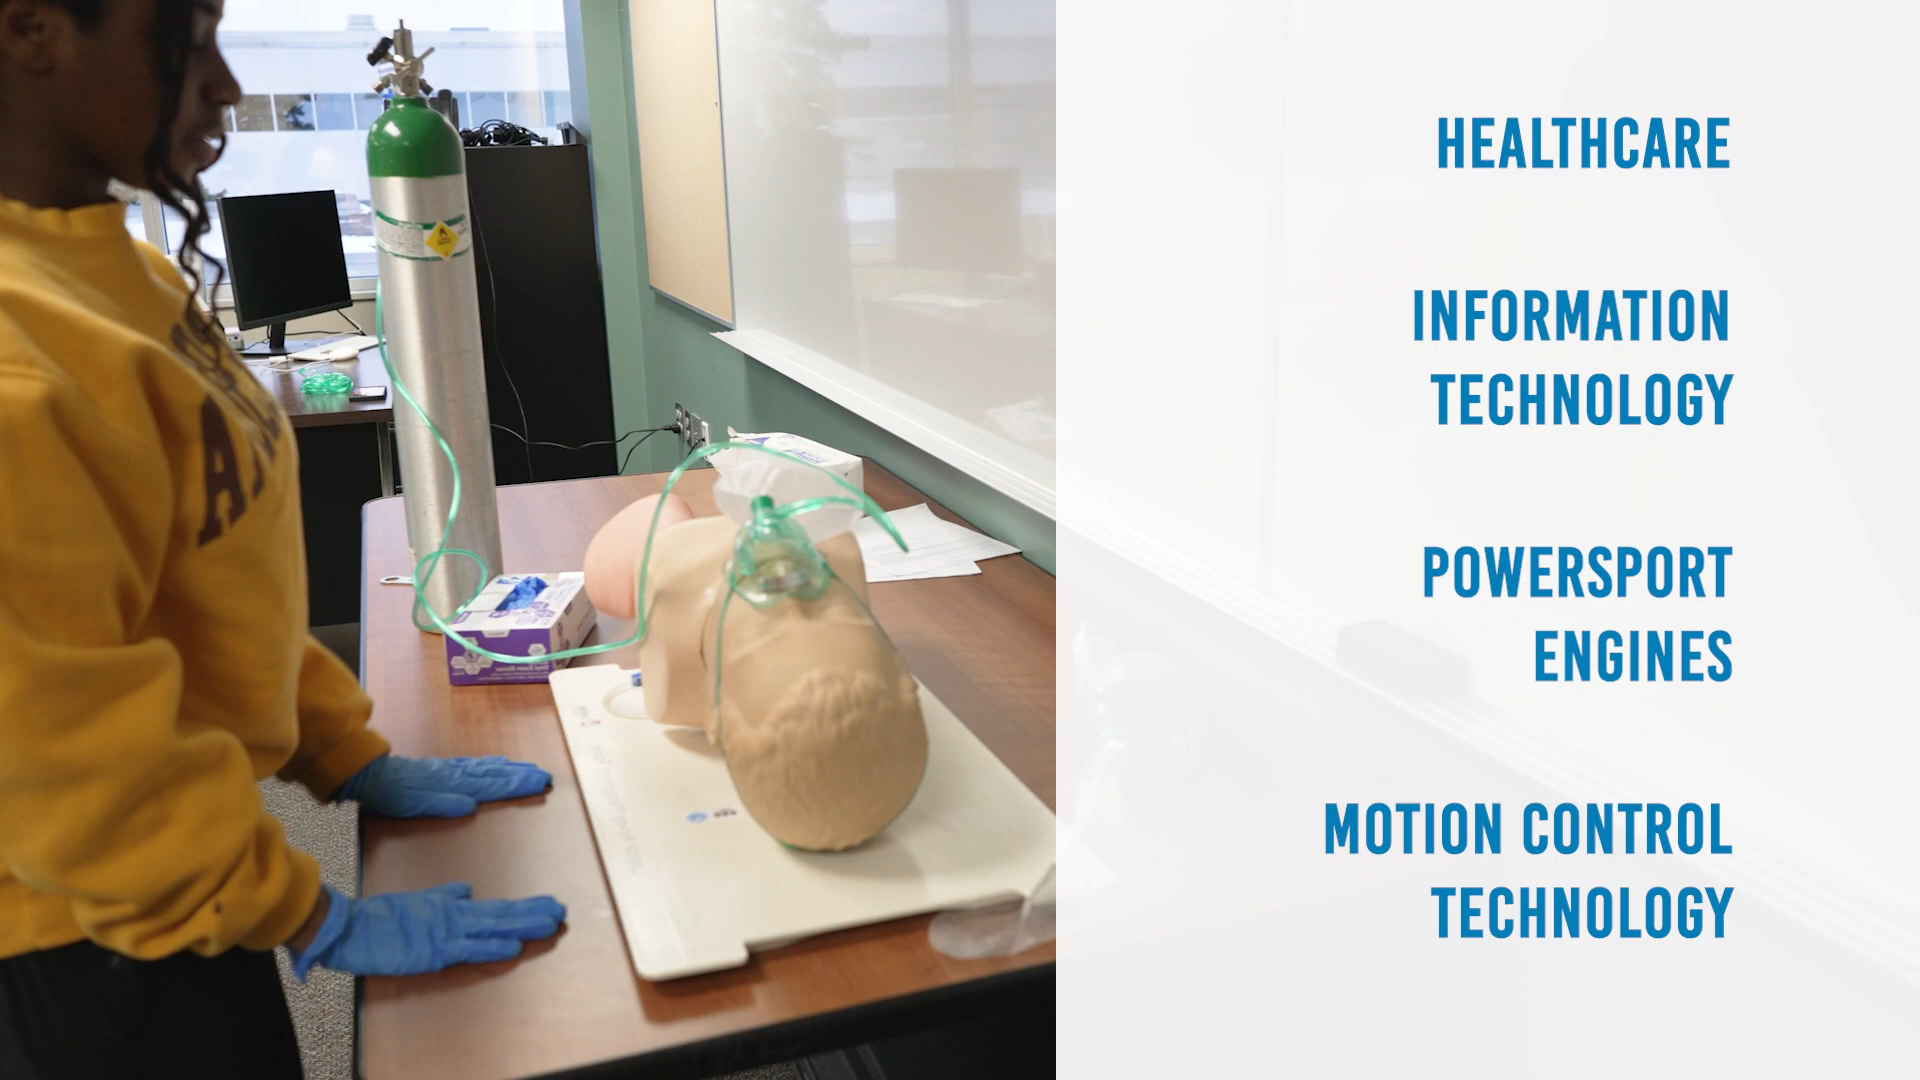 HEALTHCARE
INFORMATION
TECHNOLOGY
POWERSPORT
ENGINES
MOTION CONTROL
TECHNOLOGY